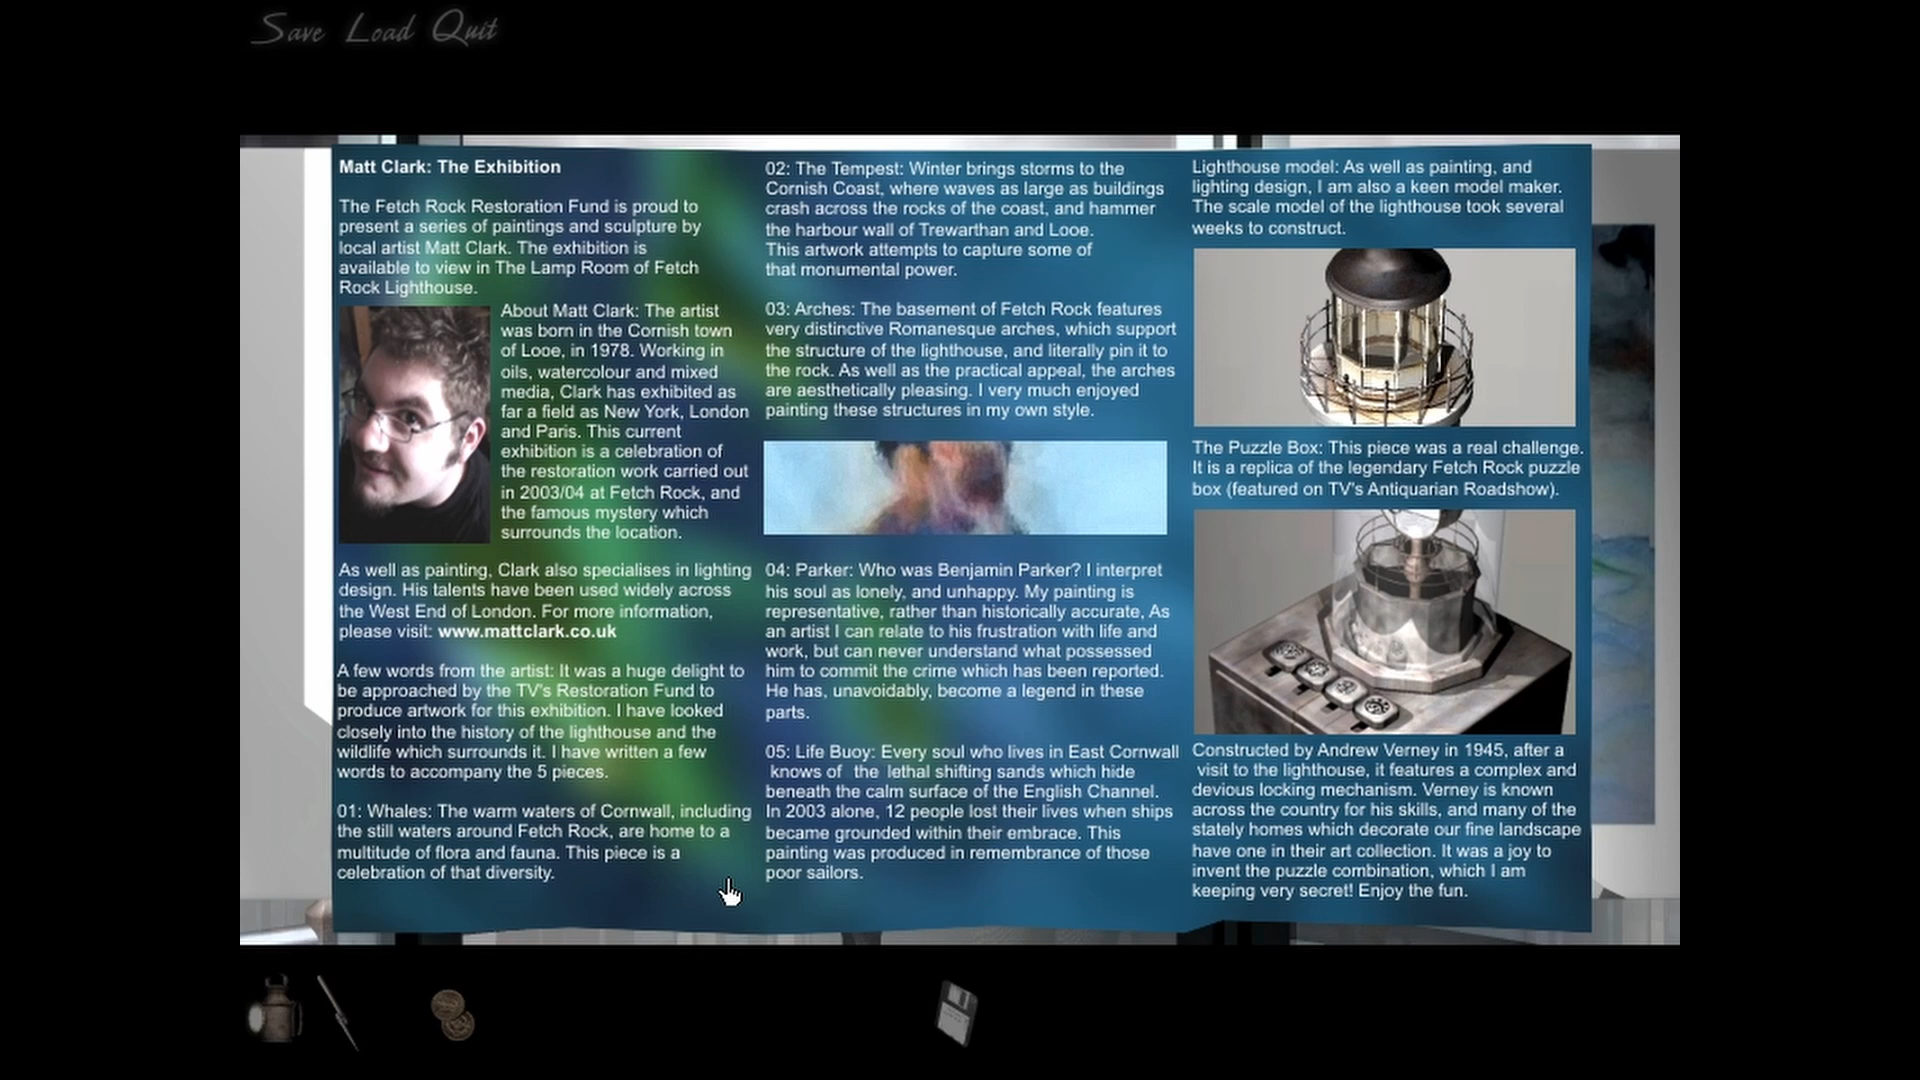 Save Load Quit
Matt Clark: The Exhibition
The Fetch Rock Restoration Fund is proud to
present a series of paintings and sculpture by
local artist Matt Clark. The exhibition is
available to view in The Lamp Room of Fetch
Rock Lighthouse.
About Matt Clark: The artist
was born in the Cornish town
of Looe, in 1978. Working in
oils, watercolour and mixed
media, Clark has exhibited as
far a field as New York, London
and Paris. This current
exhibition is a celebration of
the restoration work carried out
in 2003/04 at Fetch Rock, and
the famous mystery which
surrounds the location.
As well as painting, Clark also specialises in lighting
design. His talents have been used widely across
the West End of London. For more information,
please visit: www.mattclark.co.uk
A few words from the artist: It was a huge delight to
be approached by the TV's Restoration Fund to
produce artwork for this exhibition. I have looked
closely into the history of the lighthouse and the
wildlife which surrounds it. I have written a few
words to accompany the 5 pieces.
01: Whales: The warm waters of Cornwall, including
the still waters around Fetch Rock, are home to a
multitude of flora and fauna. This piece is a
celebration of that diversity.
02: The Tempest: Winter brings storms to the
Cornish Coast, where waves as large as buildings
crash across the rocks of the coast, and hammer
the harbour wall of Trewarthan and Looe.
This artwork attempts to capture some of
that monumental power.
03: Arches: The basement of Fetch Rock features
very distinctive Romanesque arches, which support
the structure of the lighthouse, and literally pin it to
the rock. As well as the practical appeal, the arches
are aesthetically pleasing. I very much enjoyed
painting these structures in my own style.
04: Parker: Who was Benjamin Parker? I interpret
his soul as lonely, and unhappy. My painting is
representative, rather than historically accurate, As
an artist I can relate to his frustration with life and
work, but can never understand what possessed
him to commit the crime which has been reported.
He has, unavoidably, become a legend in these
parts.
05: Life Buoy: Every soul who lives in East Cornwall
knows of the lethal shifting sands which hide
beneath the calm surface of the English Channel.
In 2003 alone, 12 people lost their lives when ships
became grounded within their embrace. This
painting was produced in remembrance of those
poor sailors.
Lighthouse model: As well as painting, and
lighting design, I am also a keen model maker.
The scale model of the lighthouse took several
weeks to construct.
The Puzzle Box: This piece was a real challenge.
It is a replica of the legendary Fetch Rock puzzle
box (featured on TV's Antiquarian Roadshow).
Constructed by Andrew Verney in 1945, after a
visit to the lighthouse, it features a complex and
devious locking mechanism. Verney is known
across the country for his skills, and many of the
stately homes which decorate our fine landscape
have one in their art collection. It was a joy to
invent the puzzle combination, which I am
keeping very secret! Enjoy the fun.